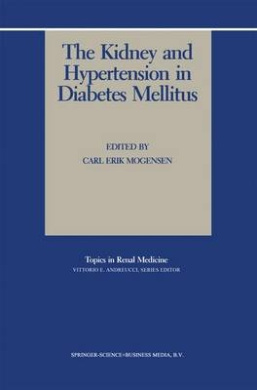 The Kidney and
Hypertension in
Diabetes Mellitus
EDITED BY
CARL ERIK MOGENSEN
Topics in Renal Medicine
VITTORIO E. ANDREUCCI, SERIES EDITOR
SPRINGER-SCIENCE+BUSINESS MEDIA, B.V.